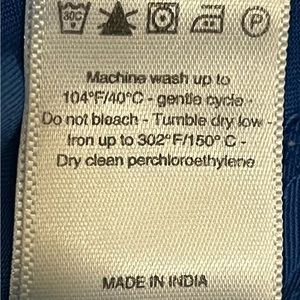 30C P
Machine wash up to
104°F/40°C - gentle cycle -
Do not bleach - Tumble dry low -
Iron up to 302°F/150° C -
Dry clean perchloroethylene
MADE IN INDIA